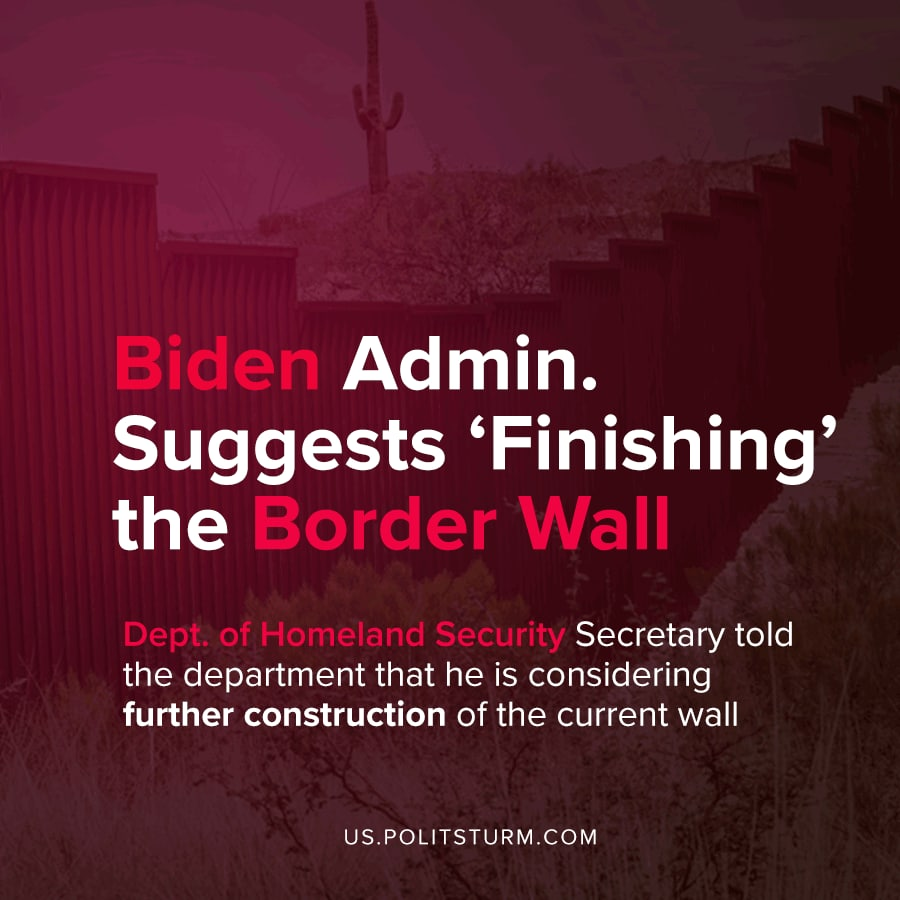 Biden Admin.
Suggests ‘Finishing’
the Border Wall
Dept. of Homeland Security Secretary told
the department that he is considering
further construction of the current wall
US.POLITSTURM.COM